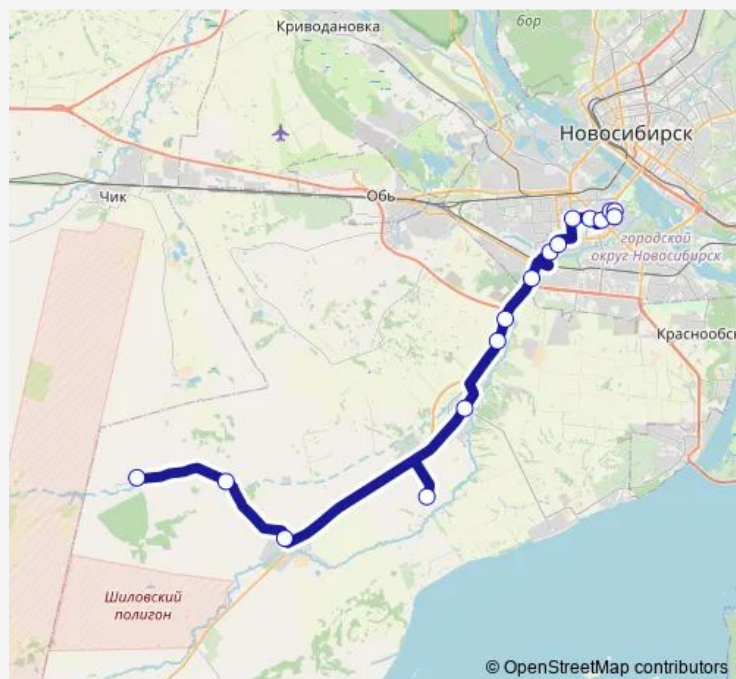 Криводановка
бор
Новосибирск
Чик
Обь
городской
округ Новосибирск
Краснообск
Шиловский
полигон
© OpenStreetMap contributors